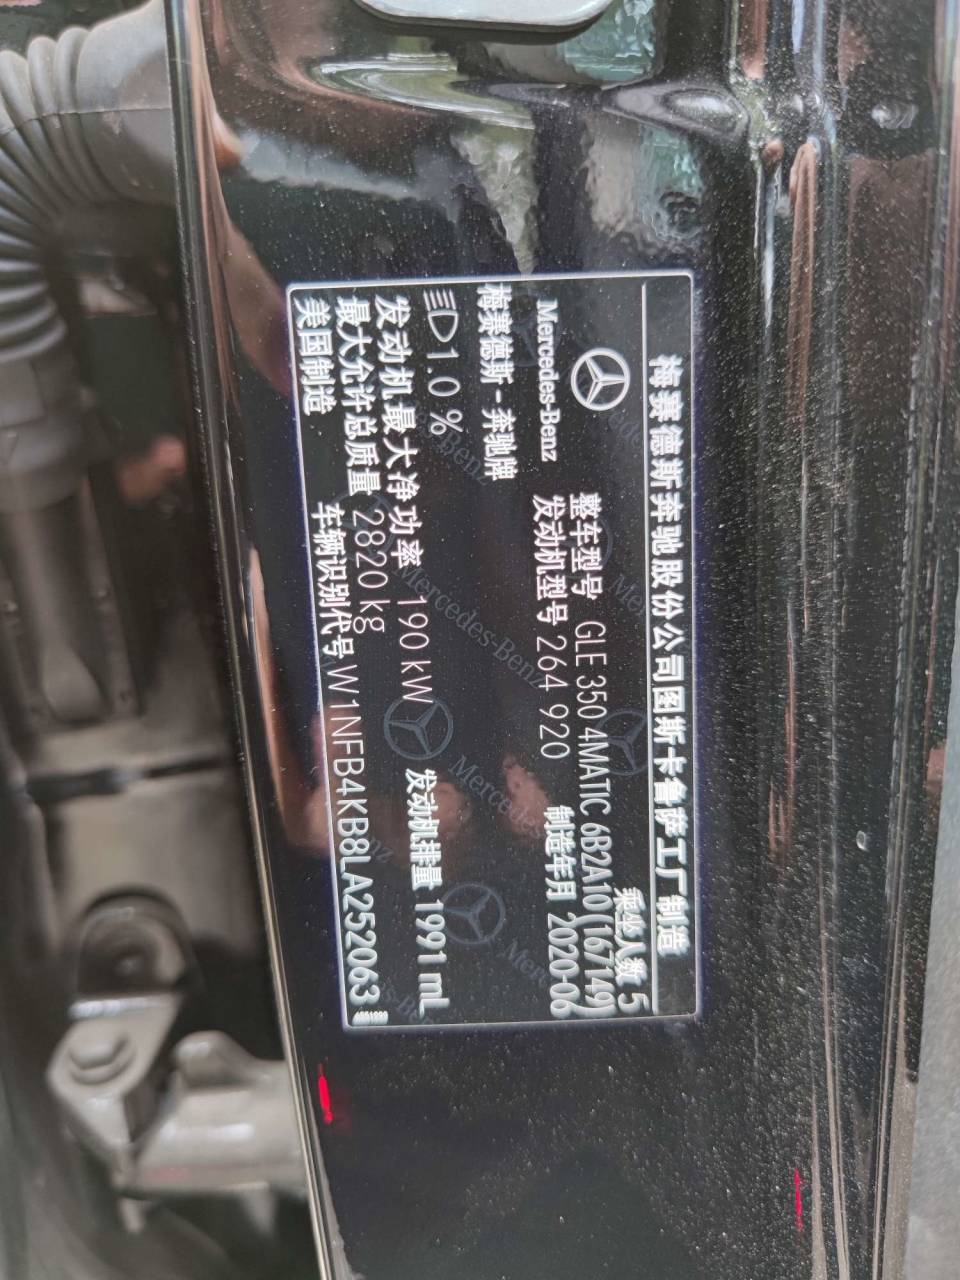 梅赛德斯奔驰股份公司图斯卡鲁萨工厂制造
乘坐人数 5
整车型号 GLE 350 4MATIC 6B2A10 (167149)
Mercedes-Benz
发动机型号 264 920
制造年月 2020-06
梅赛德斯-奔驰牌
1.0 %
发动机最大净功率 190 kW
发动机排量 1991 mL
最大允许总质量 2820 kg
美国制造
车辆识别代号 W1NFB4KB8LA252063